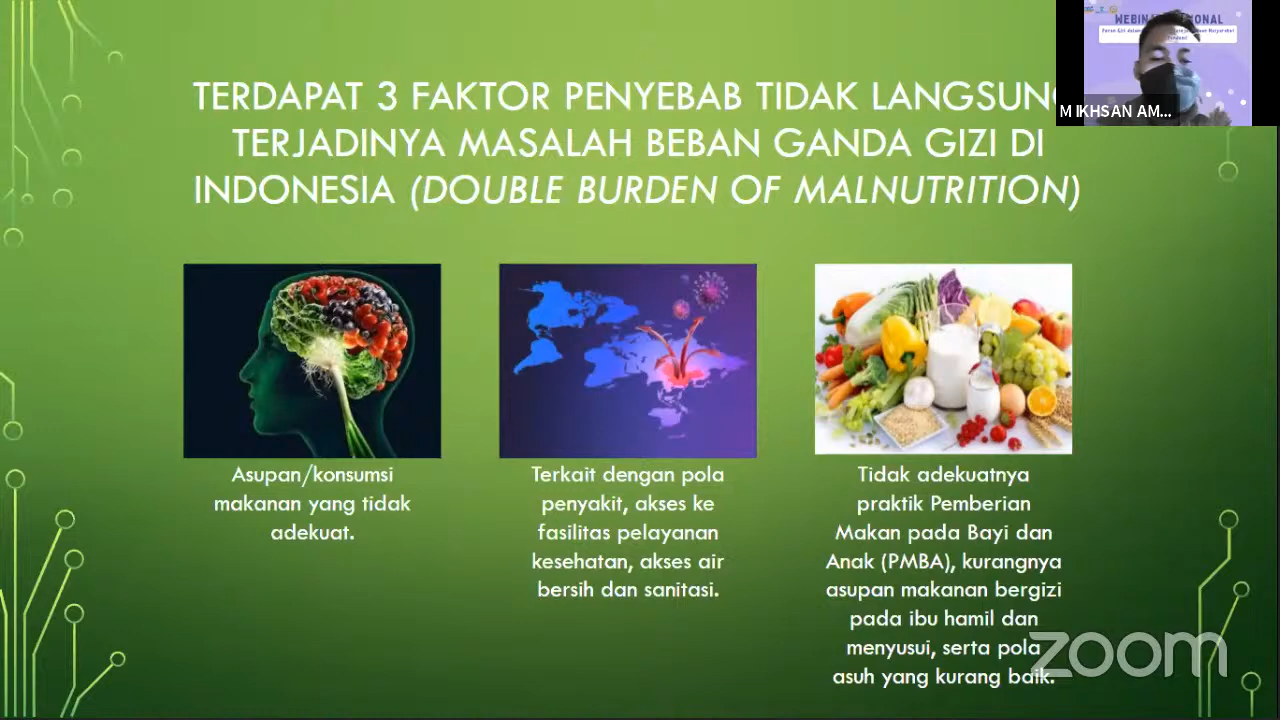 TERDAPAT 3 FAKTOR PENYEBAB TIDAK LANGSUNG
TERJADINYA MASALAH BEBAN GANDA GIZI DI
INDONESIA (DOUBLE BURDEN OF MALNUTRITION)
Asupan/konsumsi
makanan yang tidak
adekuat.
Terkait dengan pola
penyakit, akses ke
fasilitas pelayanan
kesehatan, akses air
bersih dan sanitasi.
Tidak adekuatnya
praktik Pemberian
Makan pada Bayi dan
Anak (PMBA), kurangnya
asupan makanan bergizi
pada ibu hamil dan
menyusui, serta pola
asuh yang kurang baik.
M IKHSAN AM...
zoom